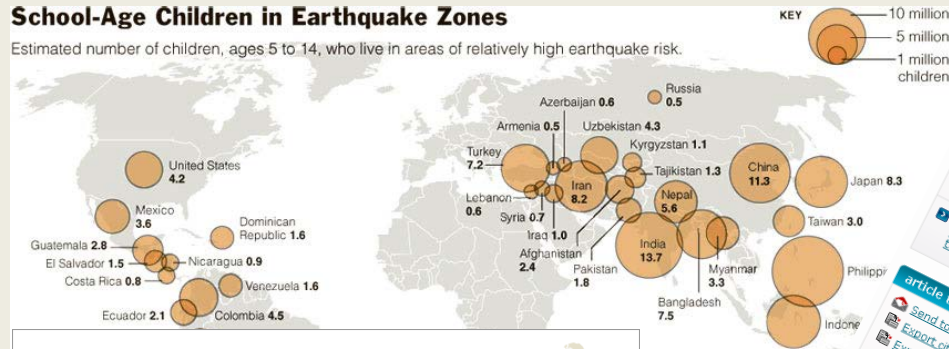 School-Age Children in Earthquake Zones
Estimated number of children, ages 5 to 14, who live in areas of relatively high earthquake risk.
KEY
10 million
5 million
1 million
children
Russia
0.5
Azerbaijan 0.6
Armenia 0.5
Uzbekistan 4.3
Kyrgyzstan 1.1
Turkey
7.2
Tajikistan 1.3
China
11.3
Japan 8.3
United States
4.2
Iran
8.2
Lebanon
0.6
Nepal
5.6
Syria 0.7
Mexico
3.6
Dominican
Republic 1.6
Taiwan 3.0
Iraq 1.0
Guatemala 2.8
El Salvador 1.5
Nicaragua 0.9
Costa Rica 0.8
India
13.7
Afghanistan
2.4
Pakistan
1.8
Myanmar
3.3
Philippi
Venezuela 1.6
Bangladesh
7.5
Ecuador 2.1
Colombia 4.5
Indone
article
Send to
Export